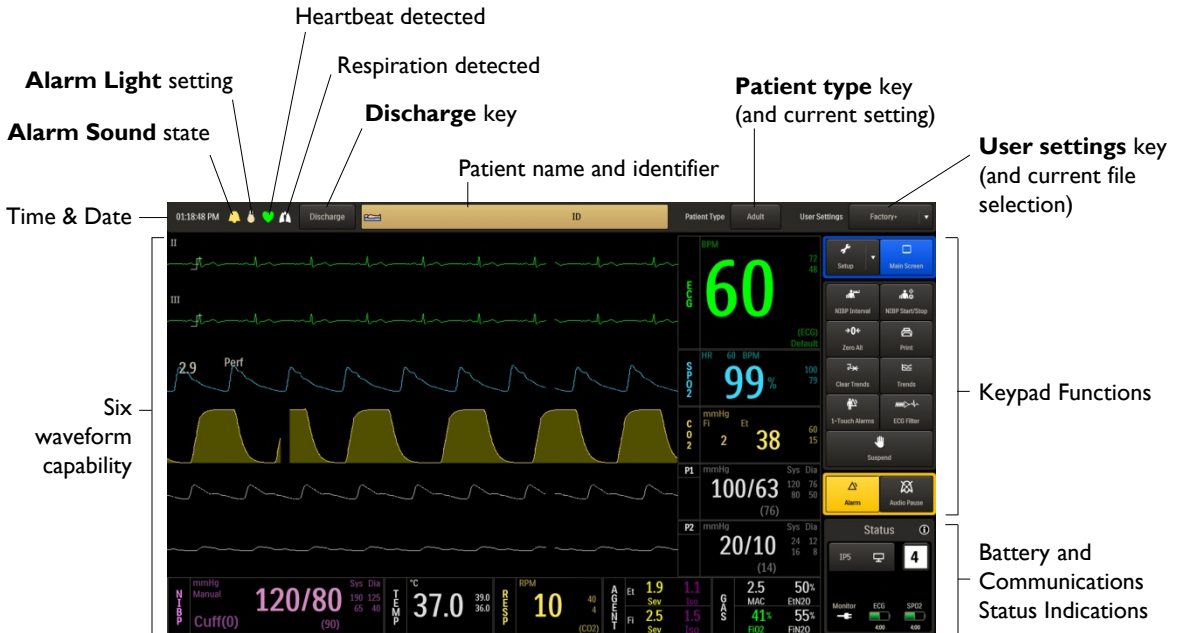 Heartbeat detected
Respiration detected
Alarm Light setting
Discharge key
Alarm Sound state
Patient type key
(and current setting)
Patient name and identifier
User settings key
(and current file
selection)
Time & Date
01:18:48 PM
Discharge
ID
Patient Type
Adult
User Settings
Factory+
II
III
2.9 Perf
Six
waveform
capability
ECG
BPM
60
72
48
(ECG)
Default
SPO2
HR 60 BPM
99%
100
79
CO2
mmHg
Fi Et
2 38
60
15
P1 mmHg Sys Dia
100/63
120 76
80 50
(76)
P2 mmHg Sys Dia
20/10
24 12
16 8
(14)
Setup
Main Screen
NIBP Interval
NIBP Start/Stop
→0←
Zero All
Print
Clear Trends
Trends
1-Touch Alarms
ECG Filter
Suspend
Alarm
Audio Pause
Keypad Functions
Status
IP5
4
Monitor ECG SPO2
4:00 4:00
Battery and
Communications
Status Indications
NIBP
mmHg
Manual
Cuff(0)
120/80
(90)
Sys Dia
190 125
65 40
TEMP
°C
37.0
39.0
36.0
RESP
RPM
10
40
4
(CO2)
AGENT
Et 1.9 1.1
Sev Iso
Fi 2.5 1.5
Sev Iso
GAS
2.5 50%
MAC EtN2O
41% 55%
FiO2 FiN2O